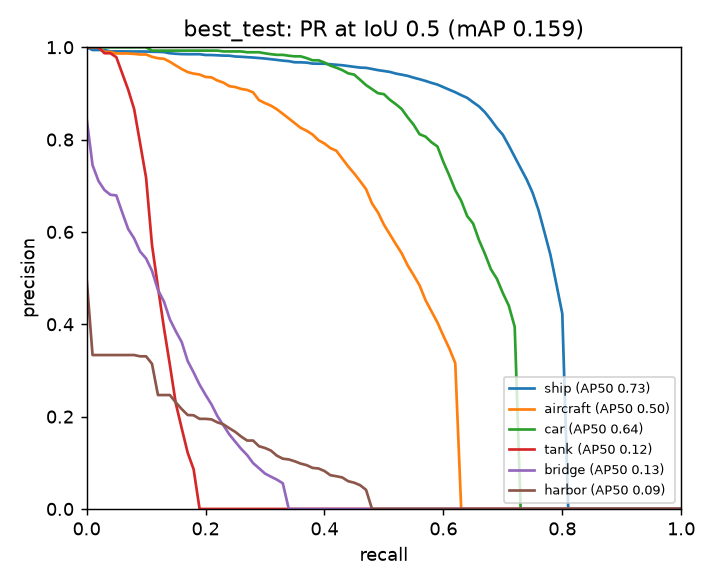 best_test: PR at IoU 0.5 (mAP 0.159)
1.0
0.8
0.6
0.4
0.2
0.0
precision
ship (AP50 0.73)
aircraft (AP50 0.50)
car (AP50 0.64)
tank (AP50 0.12)
bridge (AP50 0.13)
harbor (AP50 0.09)
0.0 0.2 0.4 0.6 0.8 1.0
recall